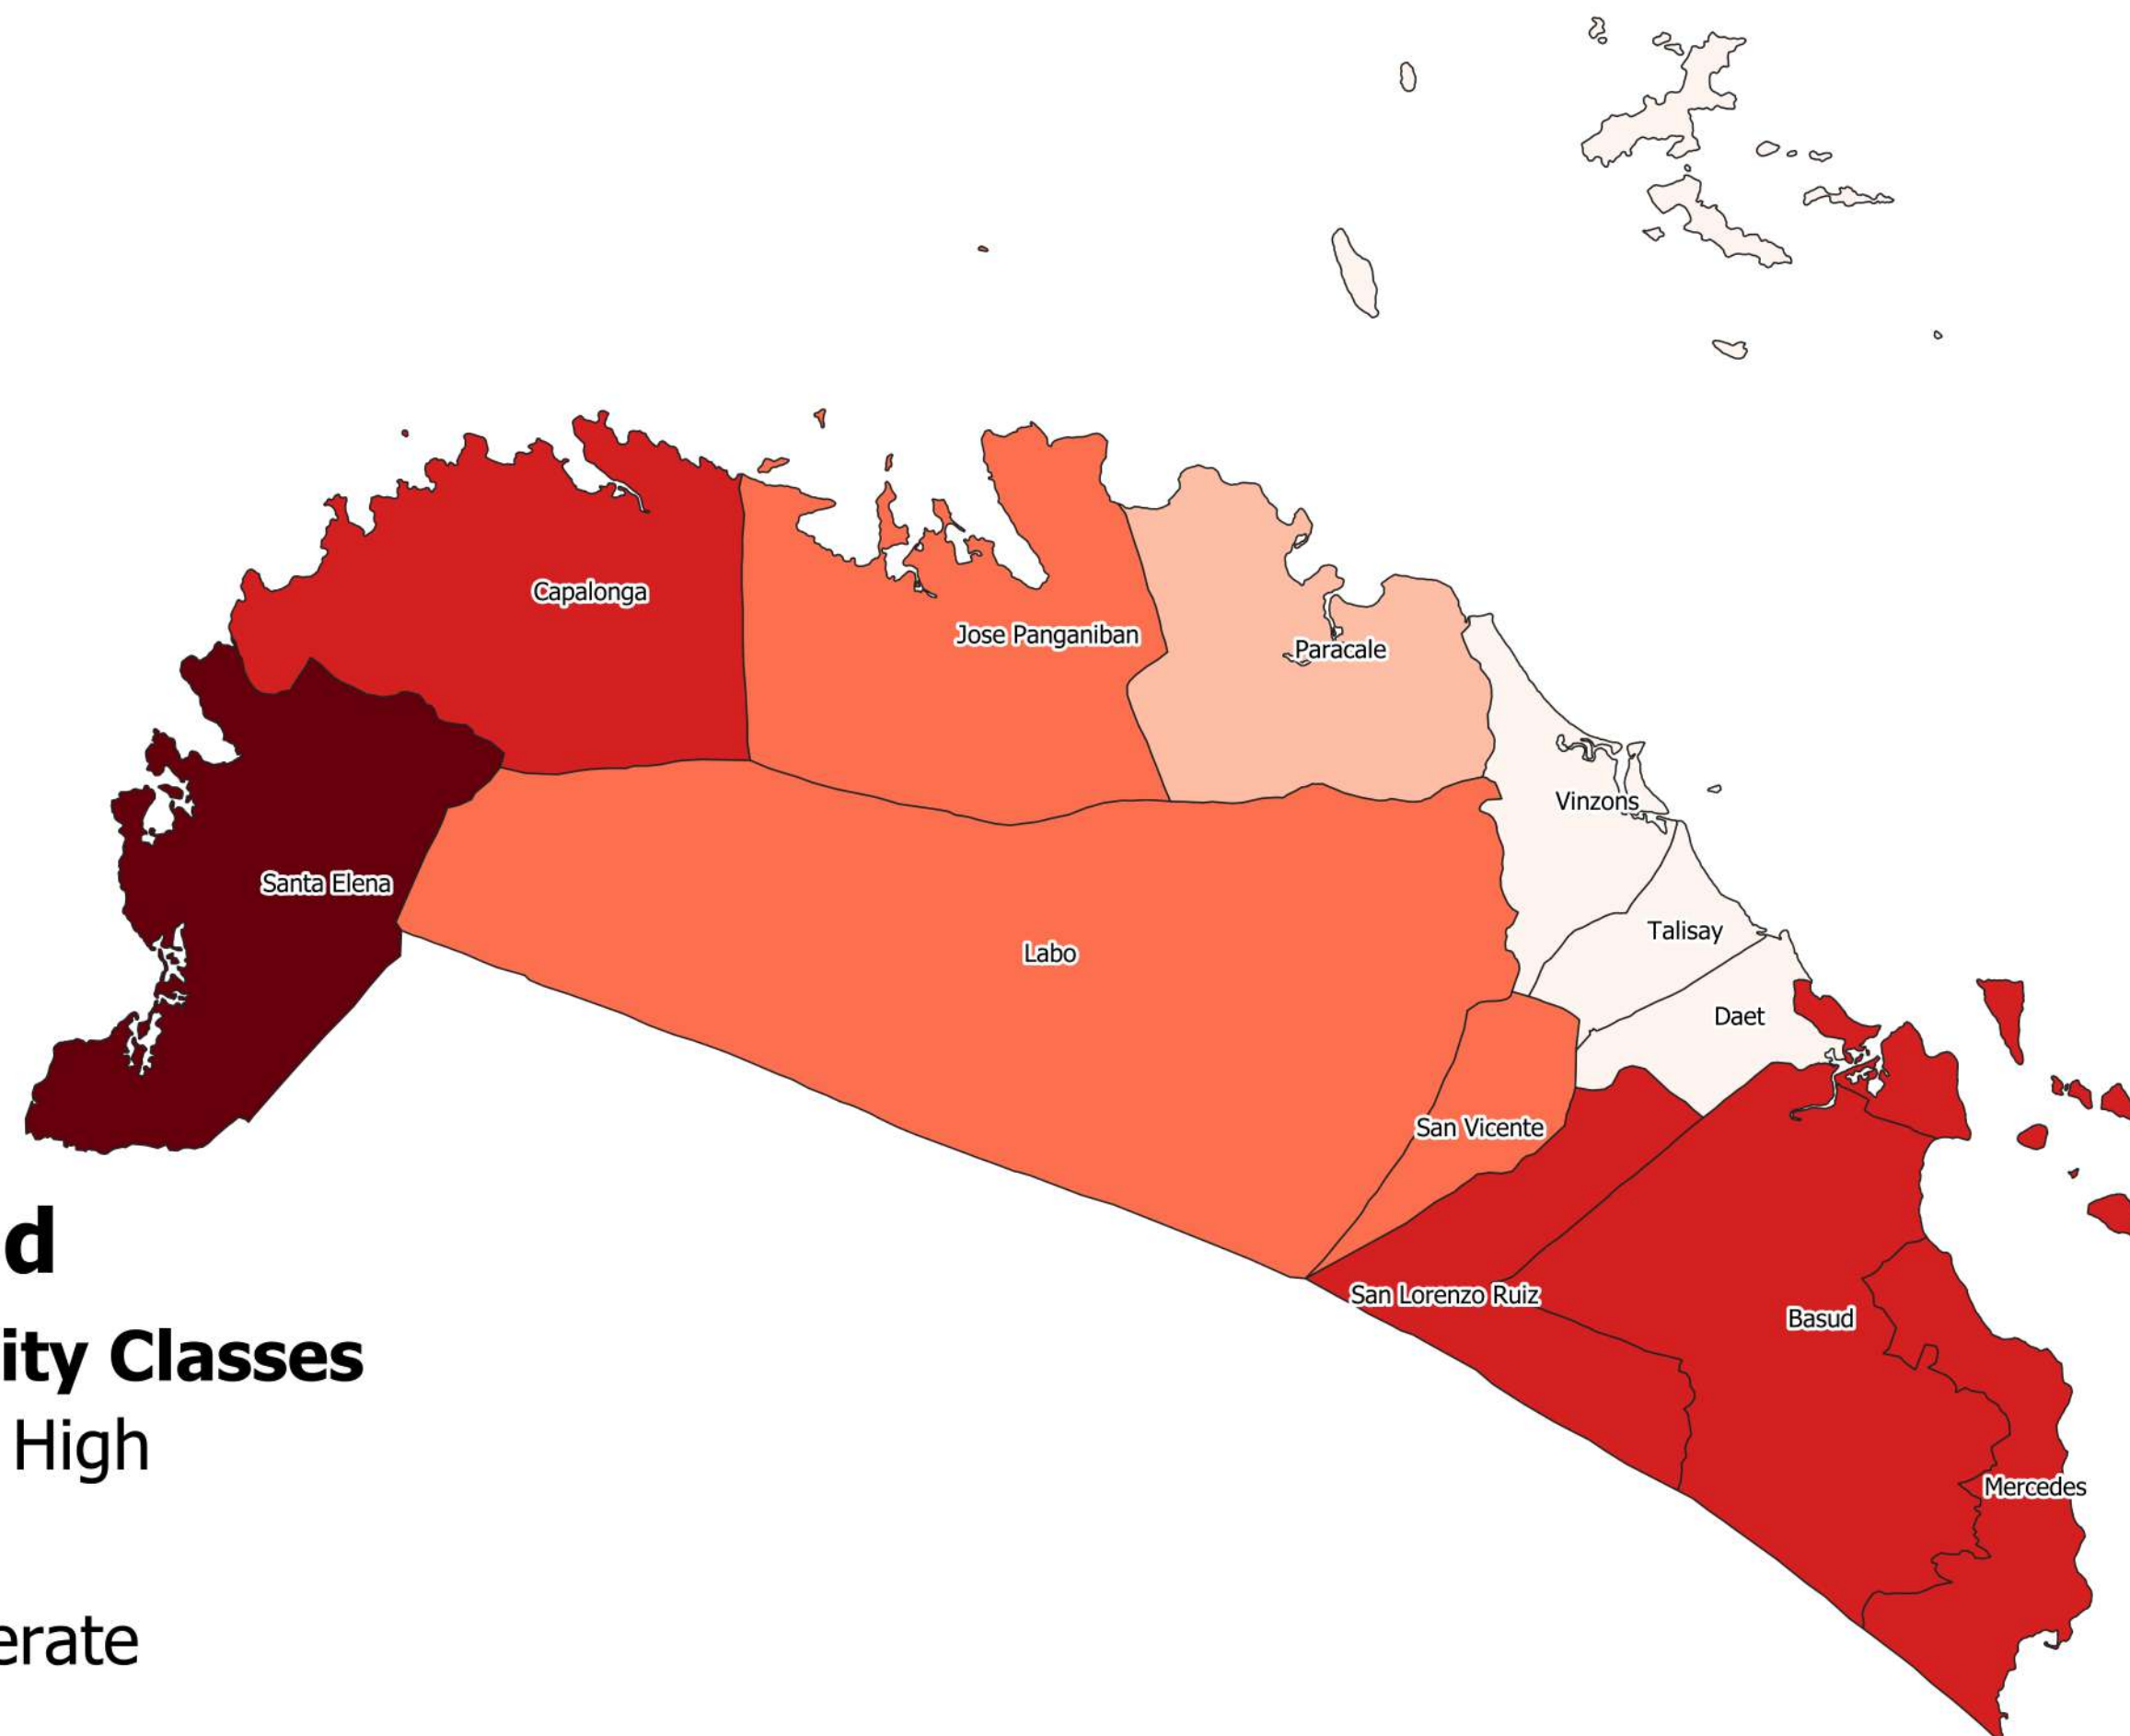 Capalonga
Jose Panganiban
Paracale
Vinzons
Santa Elena
Talisay
Labo
Daet
San Vicente
d
San Lorenzo Ruiz
Basud
ity Classes
High
Mercedes
erate